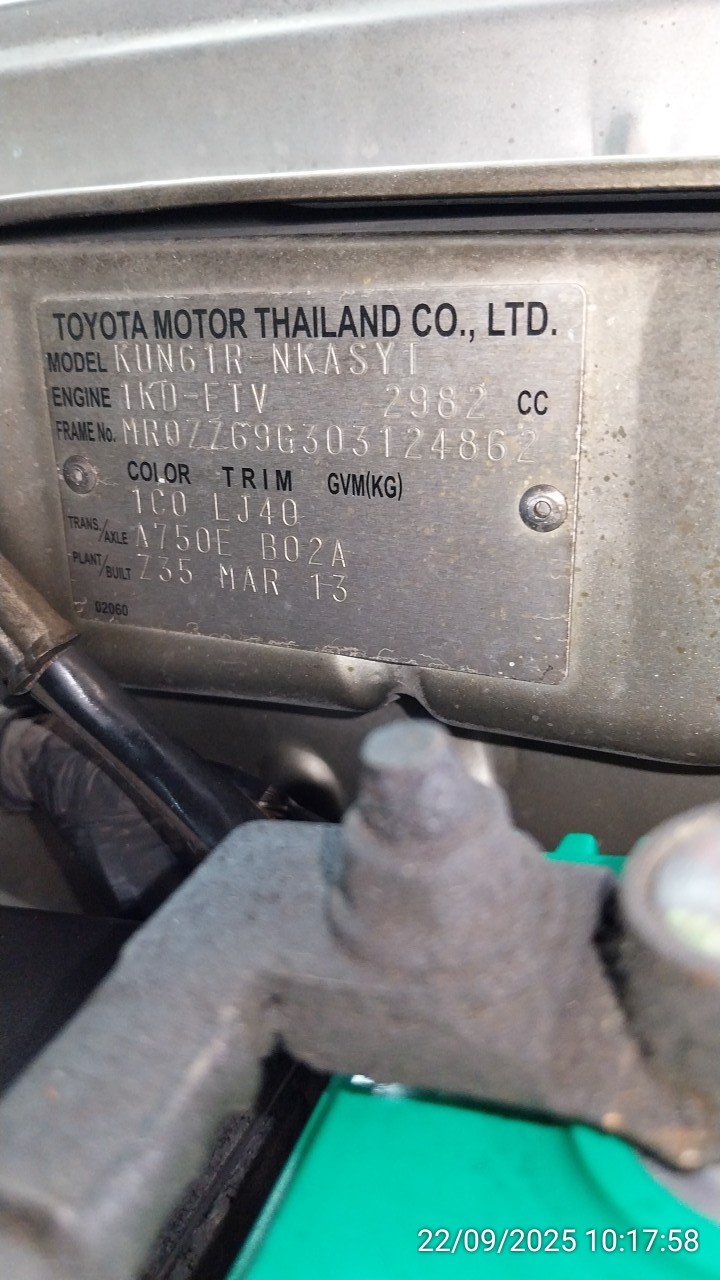 TOYOTA MOTOR THAILAND CO., LTD.
MODEL KUN61R-NKASYT
ENGINE 1KD-FTV 2982 CC
FRAME No. MR0ZZ69G303124862
COLOR TRIM GVM(KG)
1C0 LJ40
TRANS./AXLE A750E B02A
PLANT/BUILT Z35 MAR 13
02060
22/09/2025 10:17:58